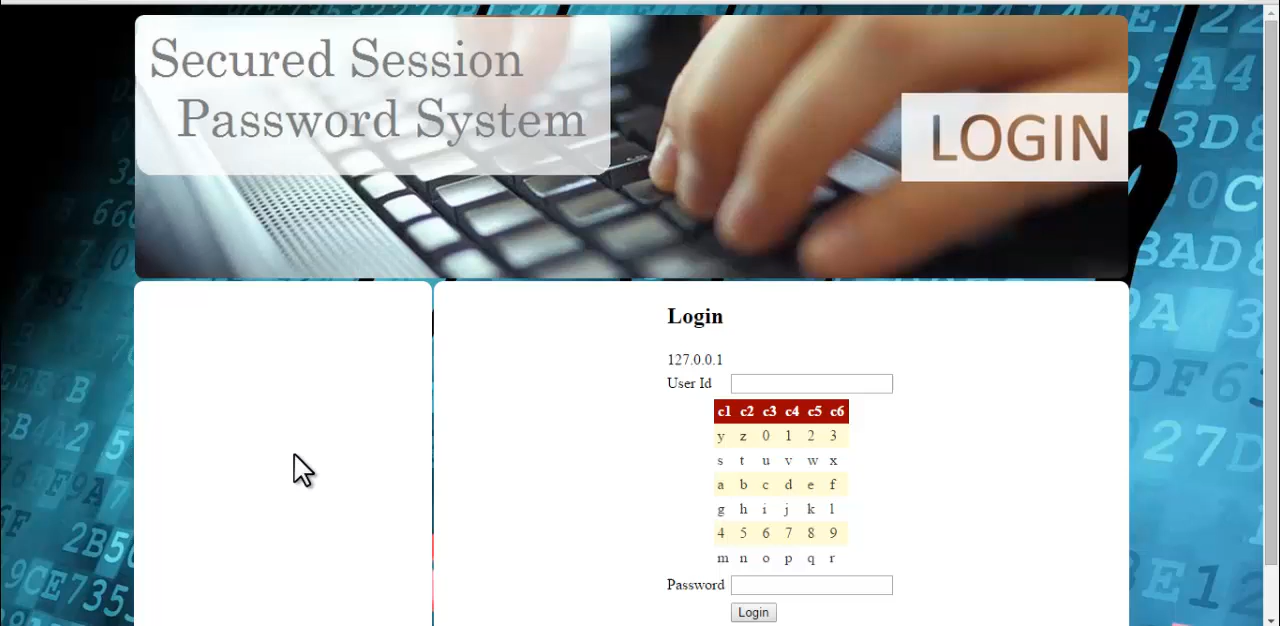 Secured Session
Password System
LOGIN
Login
127.0.0.1
User Id
c1 c2 c3 c4 c5 c6
y z 0 1 2 3
s t u v w x
a b c d e f
g h i j k l
4 5 6 7 8 9
m n o p q r
Password
Login